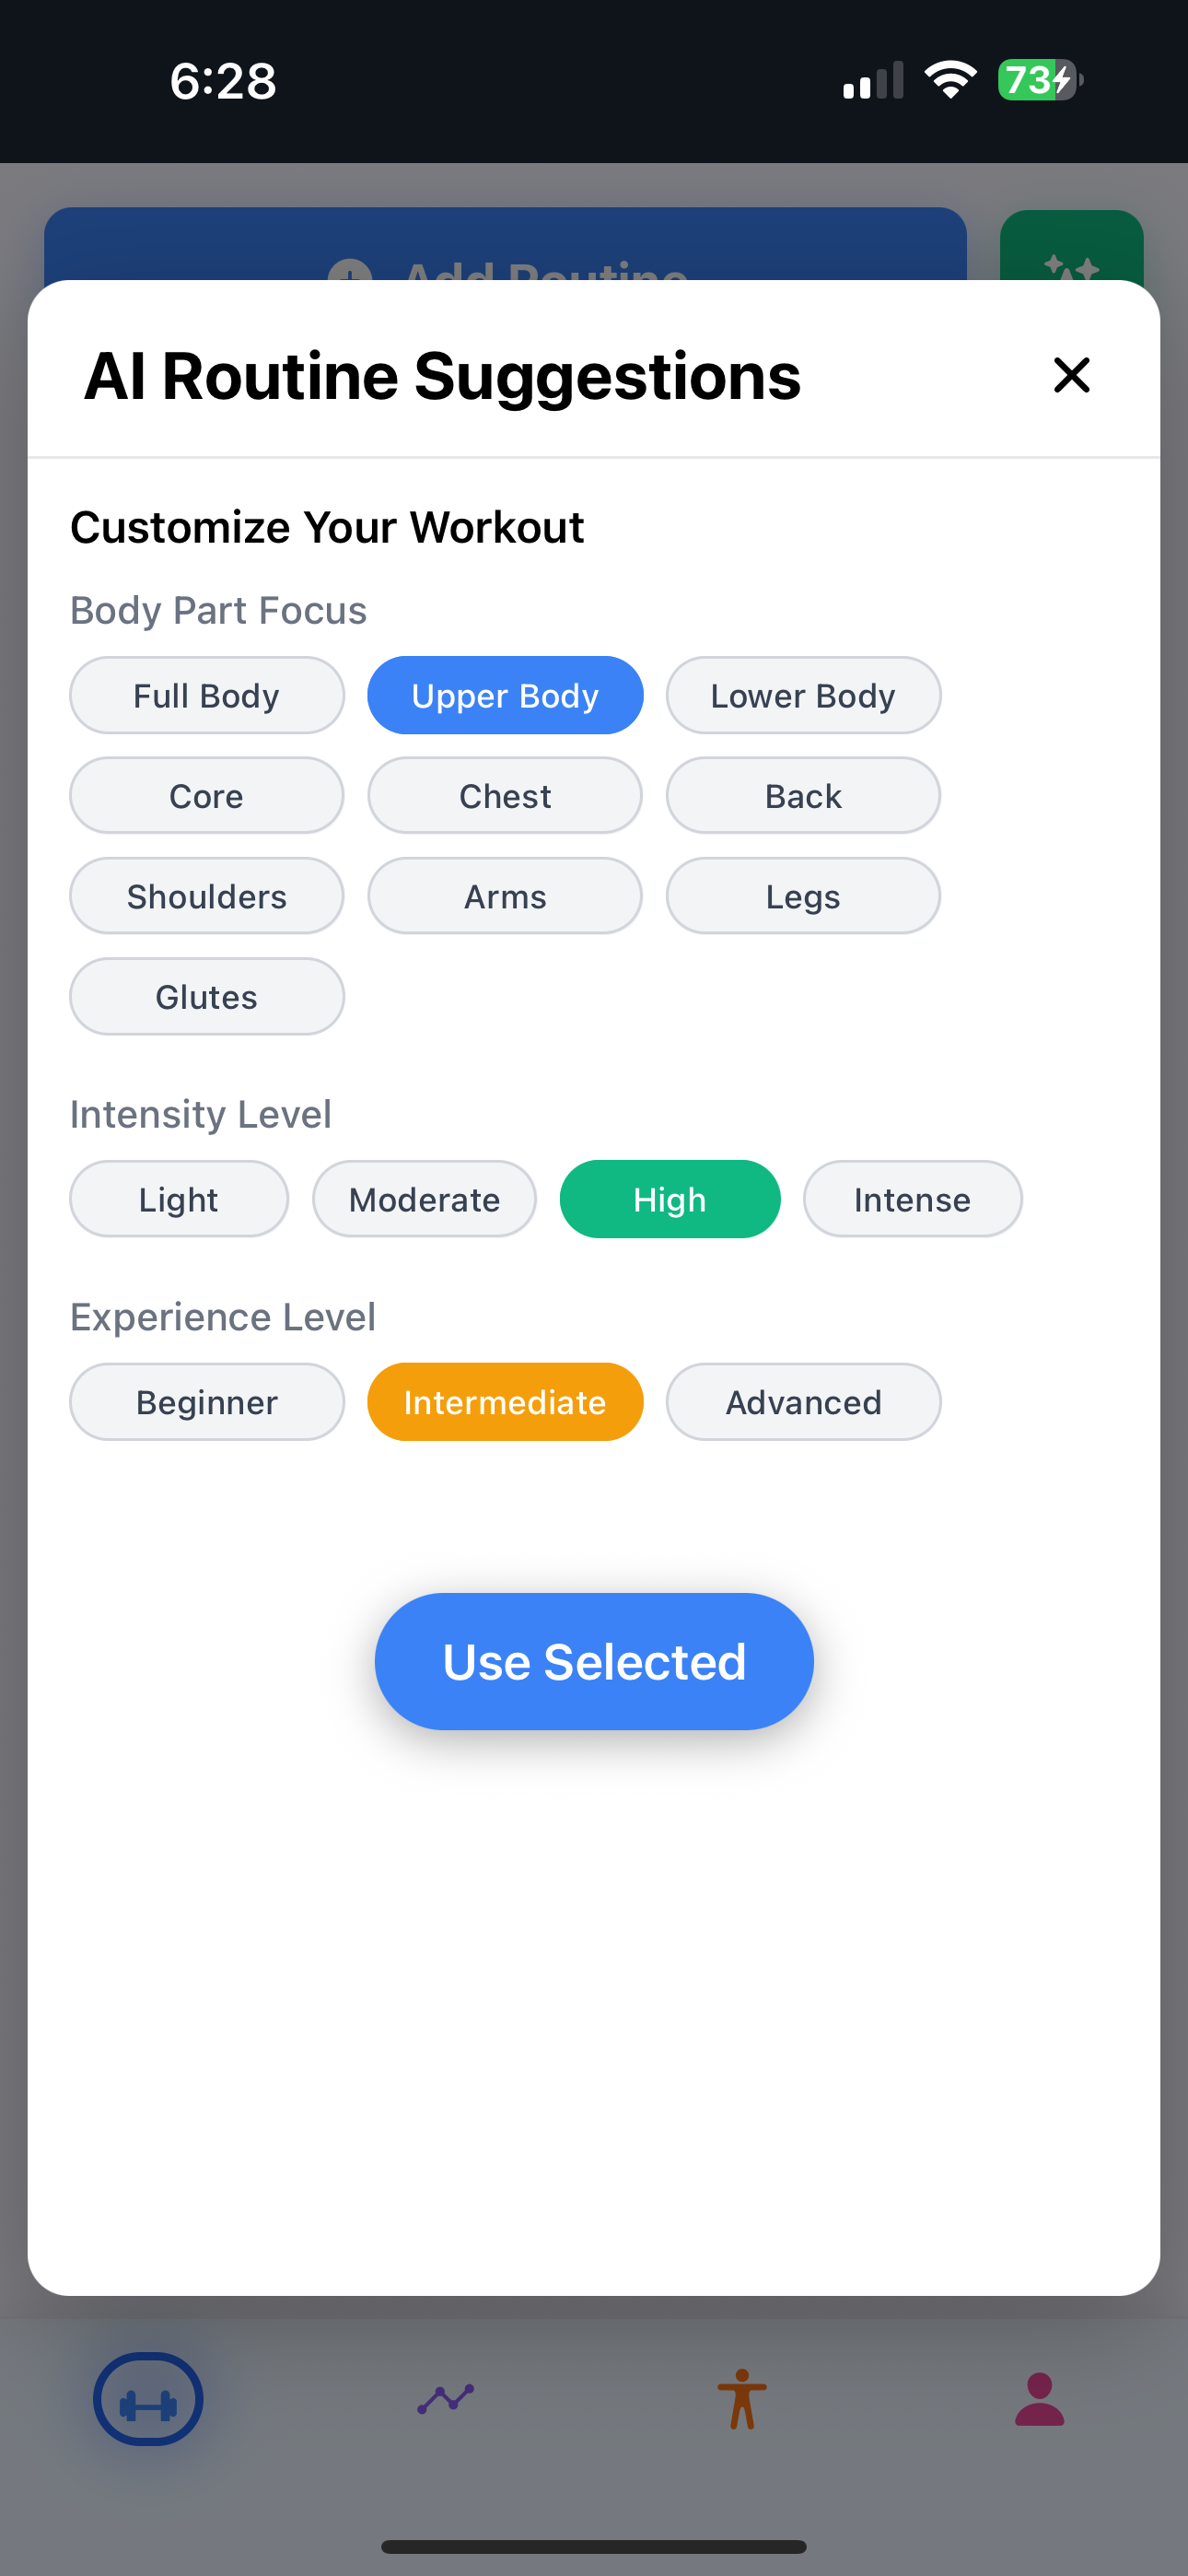 6:28
73
Add Routine
AI Routine Suggestions
Customize Your Workout
Body Part Focus
Full Body Upper Body Lower Body
Core Chest Back
Shoulders Arms Legs
Glutes
Intensity Level
Light Moderate High Intense
Experience Level
Beginner Intermediate Advanced
Use Selected